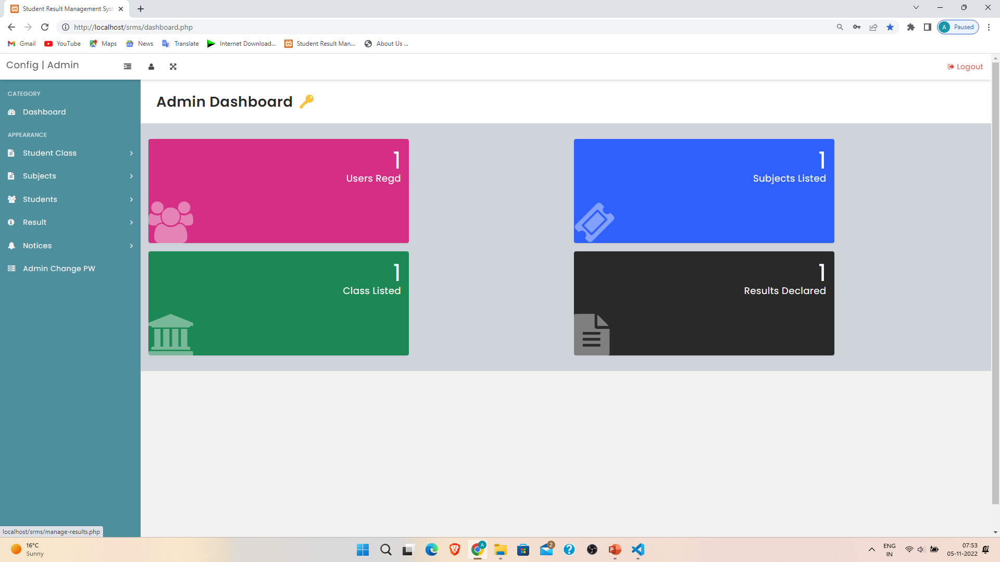 Student Result Management Syst
http://localhost/srms/dashboard.php
A Paused
Gmail YouTube Maps News Translate Internet Download... Student Result Man... About Us ...
Config | Admin
Logout
CATEGORY
Dashboard
APPEARANCE
Student Class
Subjects
Students
Result
Notices
Admin Change PW
Admin Dashboard
1
Users Regd
1
Subjects Listed
1
Class Listed
1
Results Declared
localhost/srms/manage-results.php
16°C
Sunny
A
2
ENG
IN
07:53
05-11-2022